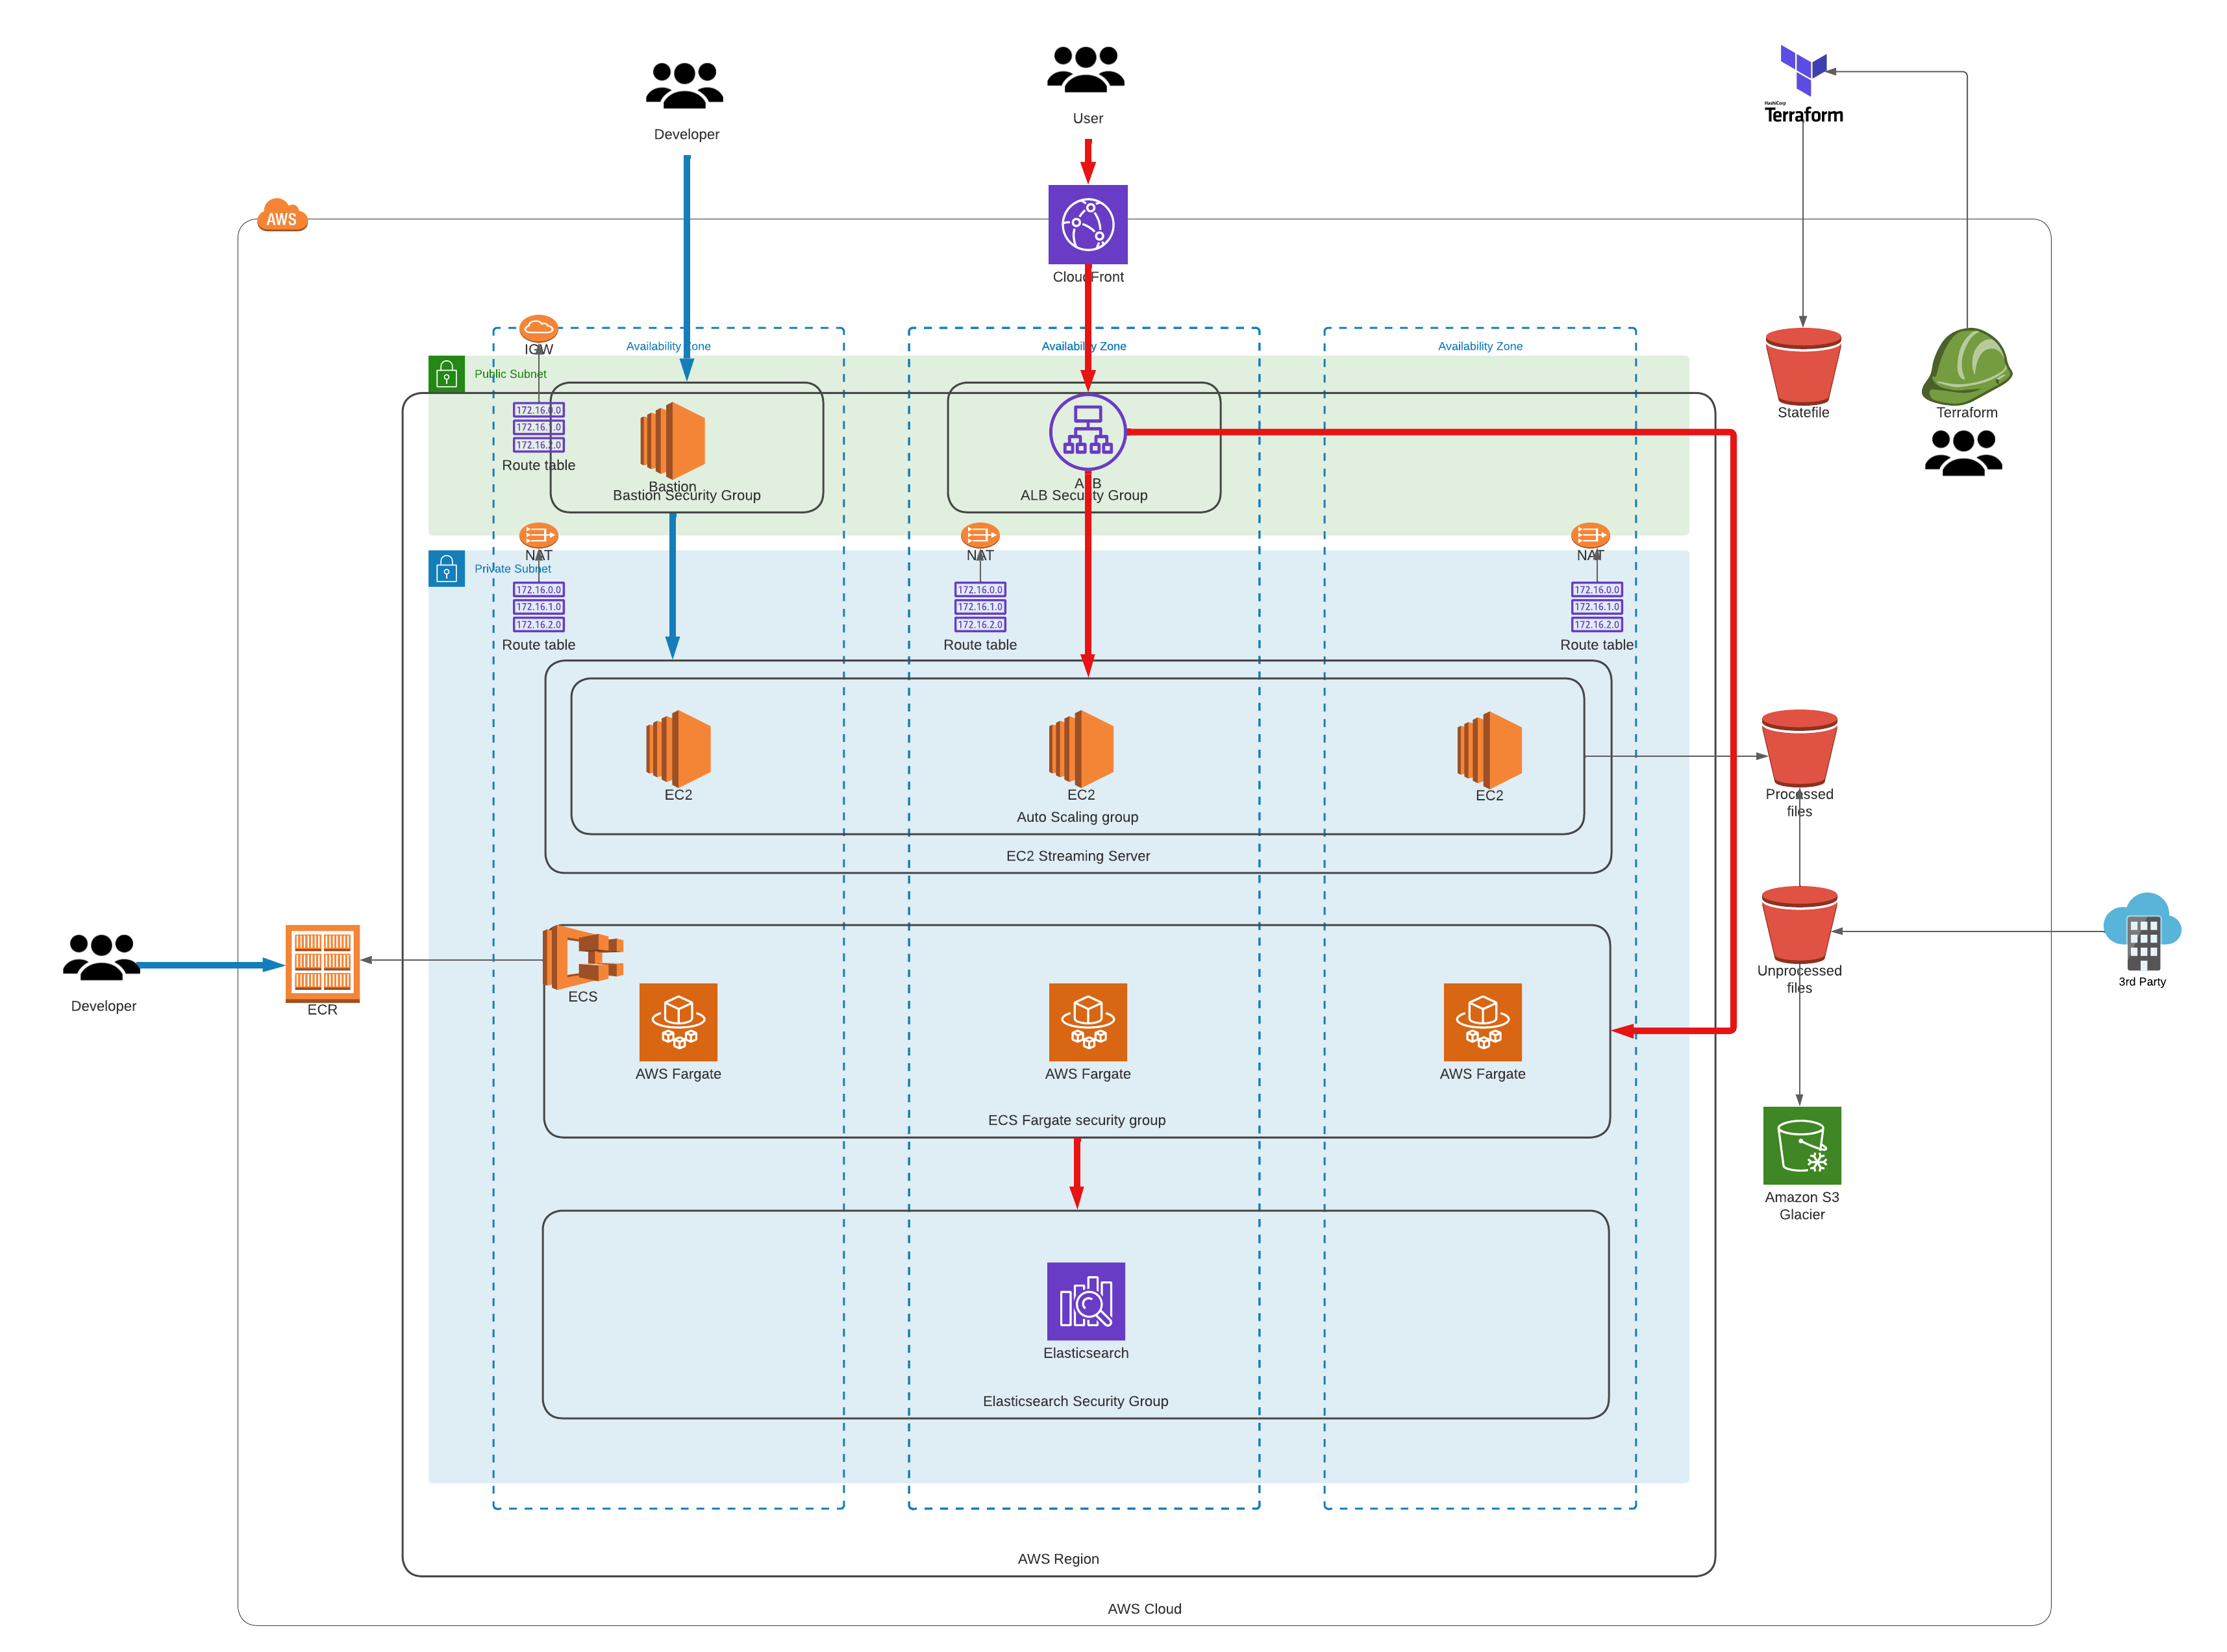 Developer
User
HashiCorp
Terraform
AWS
CloudFront
IGW
Availability Zone
Availability Zone
Availability Zone
Public Subnet
172.16.0.0
172.16.1.0
172.16.2.0
Route table
Bastion
Bastion Security Group
ALB
ALB Security Group
Statefile
Terraform
NAT
NAT
NAT
Private Subnet
172.16.0.0
172.16.1.0
172.16.2.0
Route table
172.16.0.0
172.16.1.0
172.16.2.0
Route table
172.16.0.0
172.16.1.0
172.16.2.0
Route table
EC2
EC2
EC2
Auto Scaling group
EC2 Streaming Server
Processed
files
Developer
ECR
ECS
AWS Fargate
AWS Fargate
AWS Fargate
ECS Fargate security group
Unprocessed
files
3rd Party
Amazon S3
Glacier
Elasticsearch
Elasticsearch Security Group
AWS Region
AWS Cloud